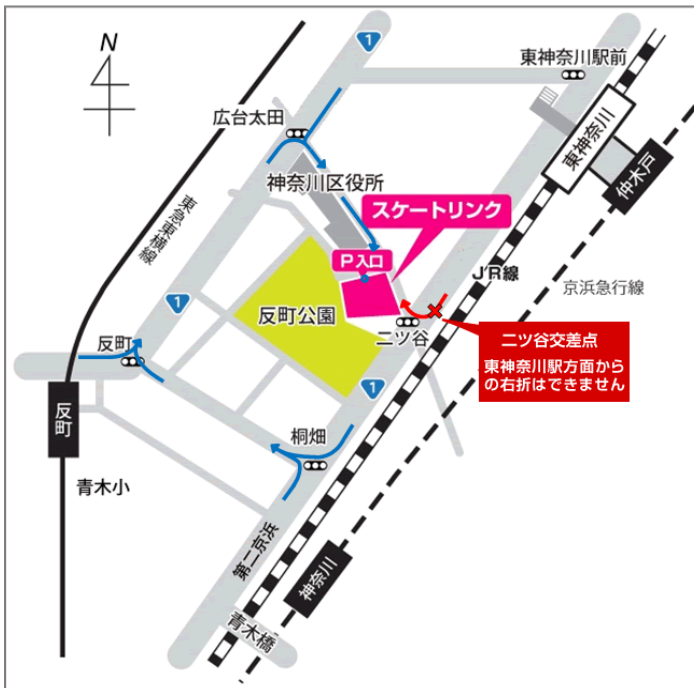 N
1
東神奈川駅前
広台太田
東神奈川
神奈川区役所
仲木戸
スケートリンク
東急東横線
P入口
JR線
京浜急行線
1
反町公園
二ツ谷
二ツ谷交差点
東神奈川駅方面から
の右折はできません
反町
1
反町
桐畑
青木小
第二京浜
神奈川
青木橋